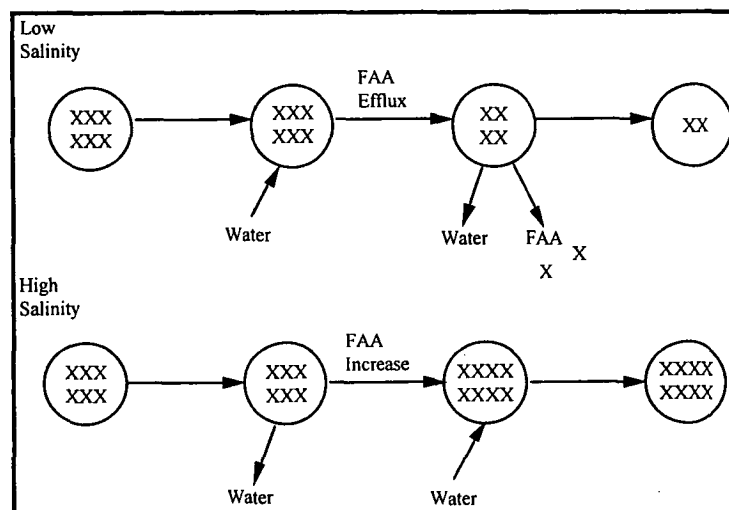 Low
Salinity
FAA
Efflux
XXX
XXX
XXX
XXX
XX
XX
XX
Water
Water
FAA
X
X
High
Salinity
FAA
Increase
XXX
XXX
XXX
XXX
XXXX
XXXX
XXXX
XXXX
Water
Water